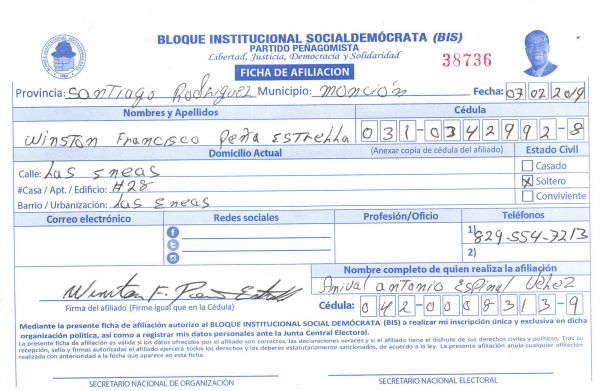 BLOQUE INSTITUCIONAL SOCIALDEMÓCRATA (BIS)
PARTIDO PEÑAGOMISTA
Libertad, Justicia, Democracia y Solidaridad
38736
FICHA DE AFILIACION
Provincia: Santiago Rodriguez Municipio: Monción Fecha: 07 02 2019
Nombres y Apellidos Cédula
Winston Francisco Peña Estrella 031-0342992-8
Domicilio Actual (Anexar copia de cédula del afiliado) Estado Civil
Calle: Las Eneas Casado
#Casa / Apt. / Edificio: #28 X Soltero
Barrio / Urbanización: Las Eneas Conviviente
Correo electrónico Redes sociales Profesión/Oficio Teléfonos
1) 829-554-7213
2)
Nombre completo de quien realiza la afiliación
Anival Antonio Espinal Velez
Winston F. Peña Estrella
Firma del afiliado (Firme igual que en la Cédula) Cédula: 042-0008313-9
Mediante la presente ficha de afiliación autorizo al BLOQUE INSTITUCIONAL SOCIAL DEMÓCRATA (BIS) a realizar mi inscripción única y exclusiva en dicha
organización política, así como a registrar mis datos personales ante la Junta Central Electoral.
La presente ficha de afiliación es válida si los datos ofrecidos por el afiliado son correctos, las declaraciones veraces y si el afiliado tiene el disfrute de sus derechos civiles y políticos. Tras su
recepción, sello y firmas autorizadas el afiliado ejercerá todos los derechos y los deberes estatutariamente sancionados, de acuerdo a la ley. La presente afiliación anula cualquier afiliación
realizada con anterioridad a la fecha que aparece en esta ficha.
SECRETARIO NACIONAL DE ORGANIZACIÓN SECRETARIO NACIONAL ELECTORAL